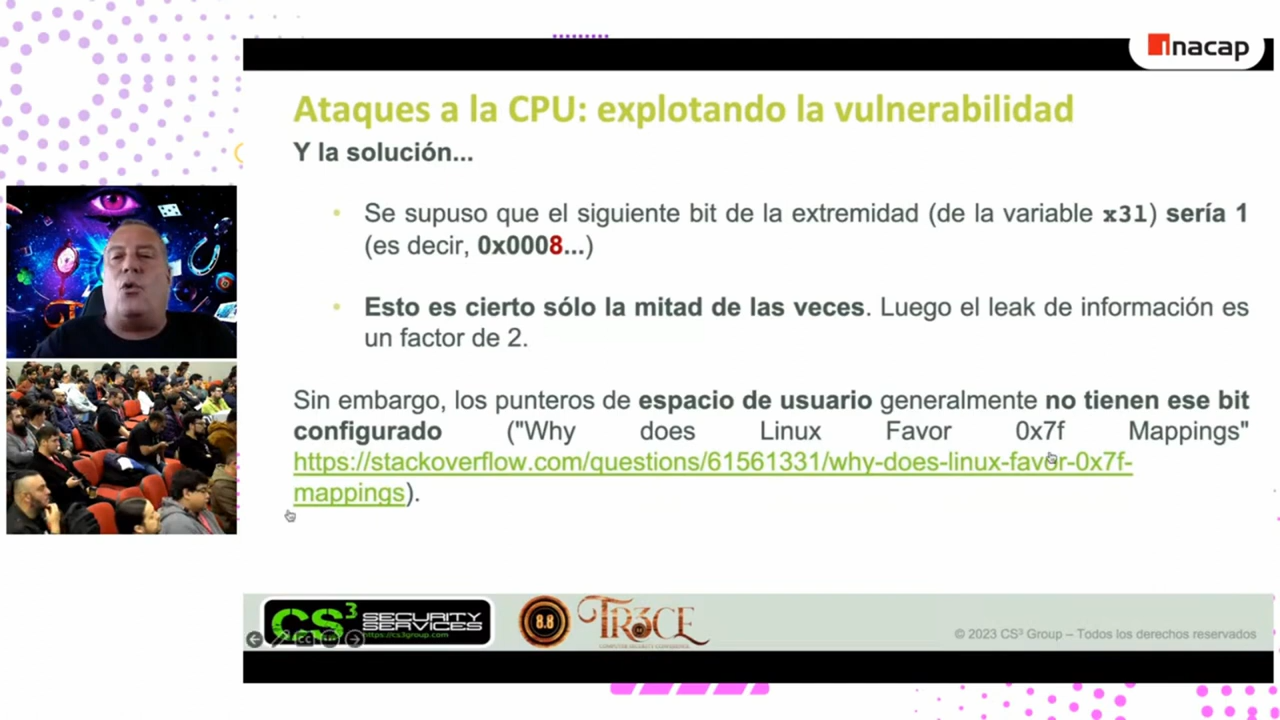 ınacap
Ataques a la CPU: explotando la vulnerabilidad
Y la solución...
• Se supuso que el siguiente bit de la extremidad (de la variable x31) sería 1
(es decir, 0x0008...)
• Esto es cierto sólo la mitad de las veces. Luego el leak de información es
un factor de 2.
Sin embargo, los punteros de espacio de usuario generalmente no tienen ese bit
configurado ("Why does Linux Favor 0x7f Mappings"
https://stackoverflow.com/questions/61561331/why-does-linux-favor-0x7f-
mappings).
CS3 SECURITY
SERVICES
https://cs3group.com
8.8
TR3CE
© 2023 CS³ Group – Todos los derechos reservados